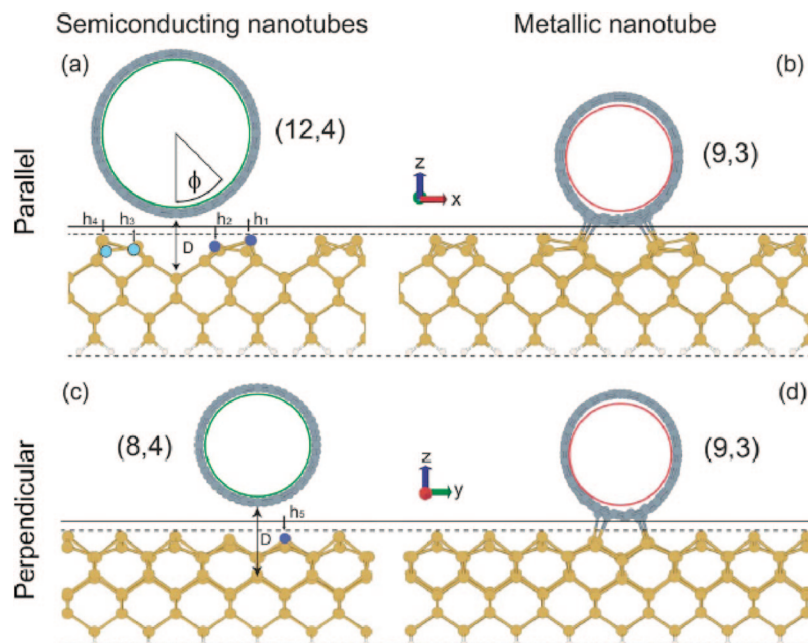 Semiconducting nanotubes
Metallic nanotube
Parallel
(a)
(12,4)
ϕ
h₄
h₃
h₂
h₁
D
z
x
(b)
(9,3)
Perpendicular
(c)
(8,4)
h₅
D
z
y
(d)
(9,3)